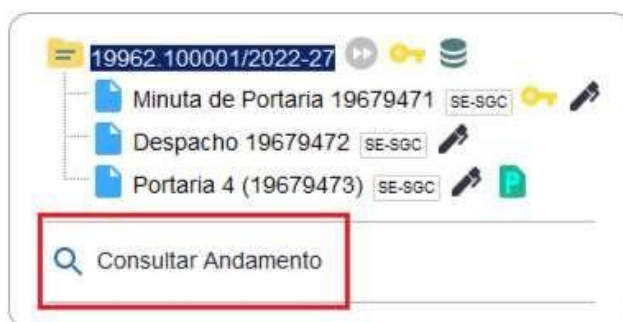 19962.100001/2022-27
Minuta de Portaria 19679471 SE-SGC
Despacho 19679472 SE-SGC
Portaria 4 (19679473) SE-SGC P
Consultar Andamento